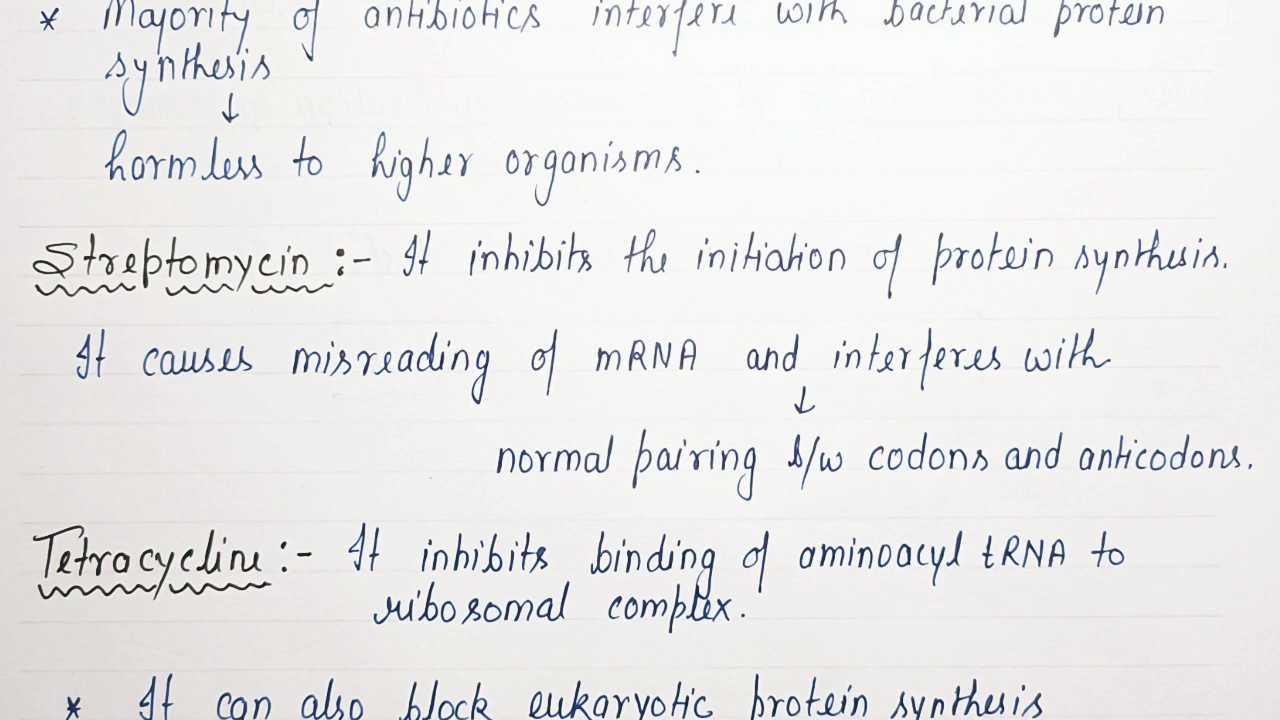 * Majority of antibiotics interfere with bacterial protein
synthesis
↓
harmless to higher organisms.
Streptomycin :- It inhibits the initiation of protein synthesis.
It causes misreading of mRNA and interferes with
↓
normal pairing b/w codons and anticodons.
Tetracycline :- It inhibits binding of aminoacyl tRNA to
ribosomal complex.
* It can also block eukaryotic protein synthesis